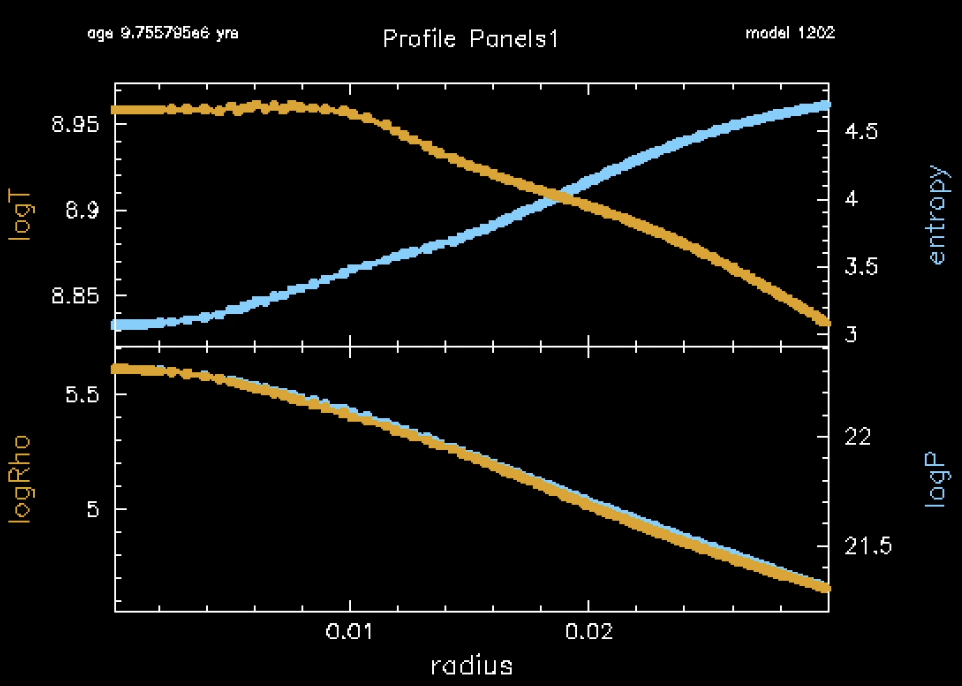 age 9.755795e6 yrs
Profile Panels1
model 1202
8.95
8.9
8.85
logT
4.5
4
3.5
3
entropy
5.5
5
logRho
22
21.5
logP
0.01
0.02
radius